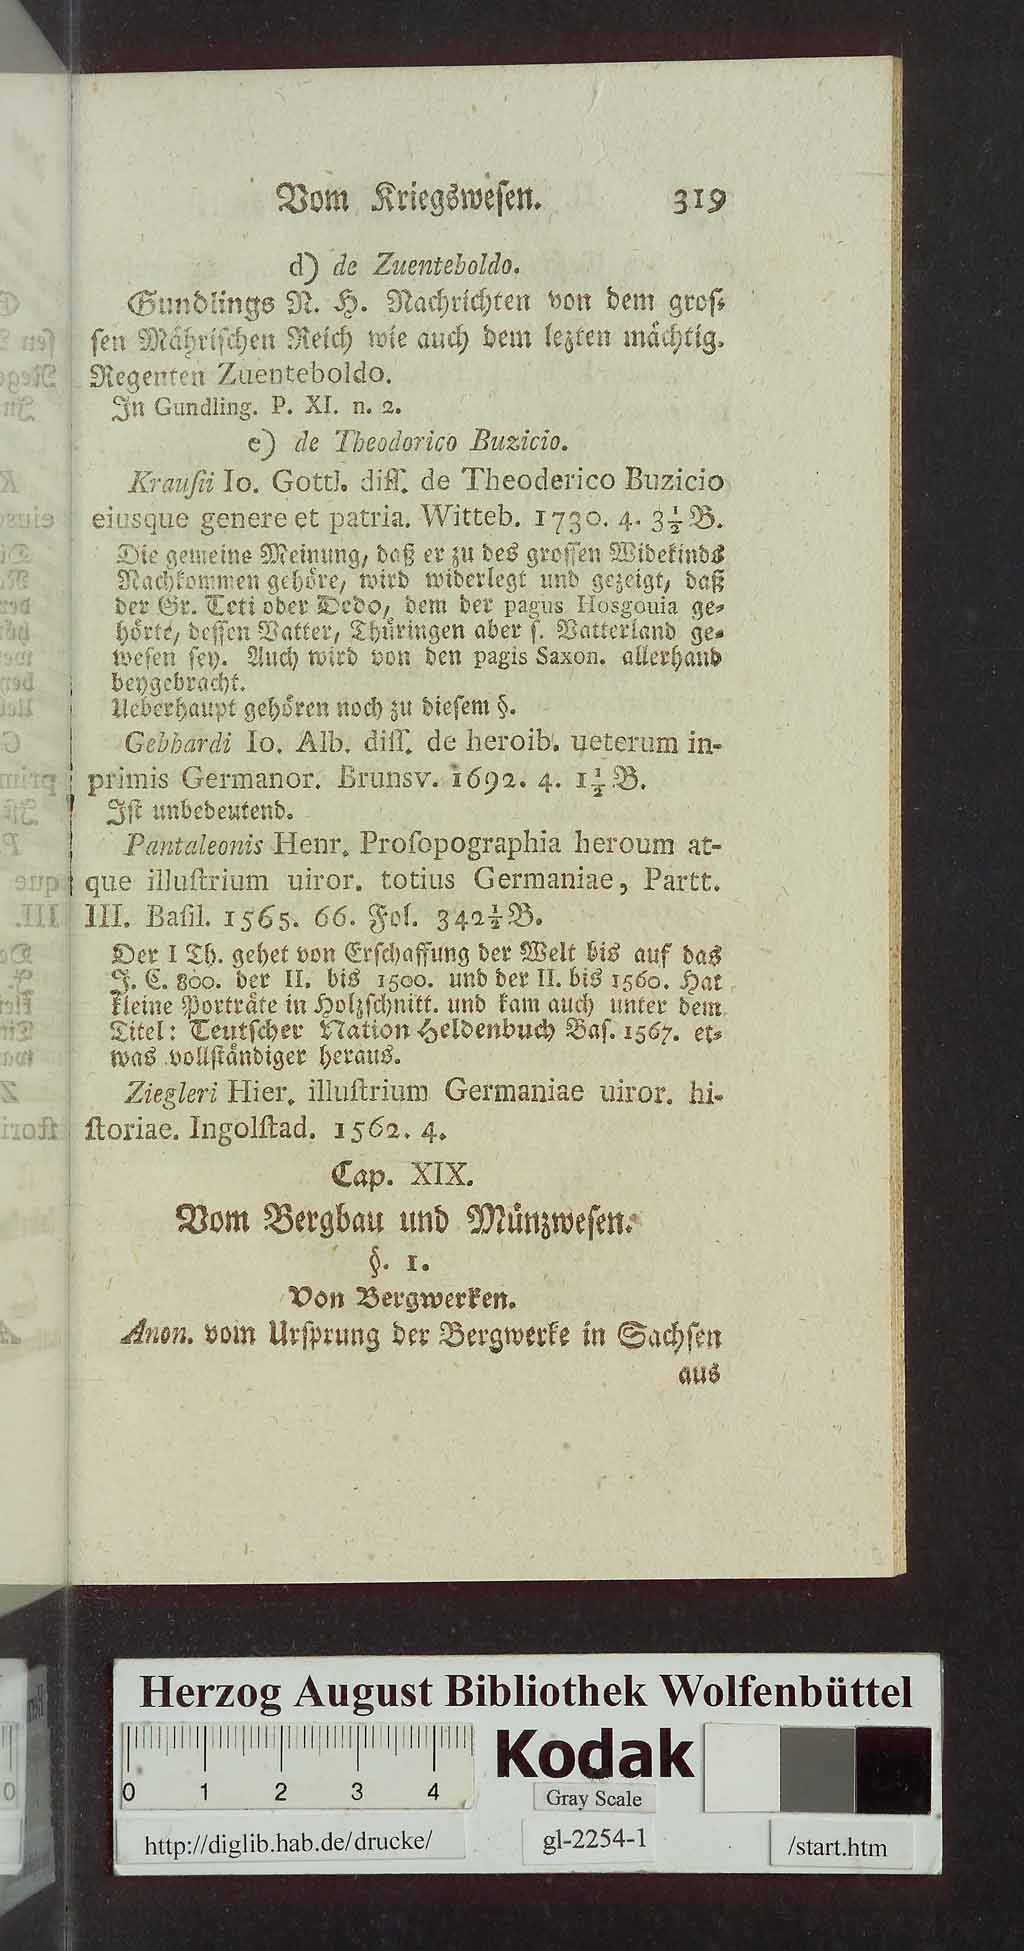 Vom Kriegswesen. 319
d) de Zuenteboldo.
Gundlings N. H. Nachrichten von dem gros-
sen Mährischen Reich wie auch dem lezten mächtig.
Regenten Zuenteboldo.
In Gundling. P. XI. n. 2.
e) de Theodorico Buzicio.
Krauſii Io. Gottl. diſſ. de Theoderico Buzicio
eiusque genere et patria. Witteb. 1730. 4. 3½ B.
Die gemeine Meinung, daß er zu des groſſen Widekinds
Nachkommen gehöre, wird widerlegt und gezeigt, daß
der Gr. Teti oder Dedo, dem der pagus Hosgouia ge-
hörte, deſſen Vatter, Thüringen aber ſ. Vatterland ge-
weſen ſey. Auch wird von den pagis Saxon. allerhand
beygebracht.
Ueberhaupt gehören noch zu dieſem §.
Gebhardi Io. Alb. diſſ. de heroib. ueterum in-
primis Germanor. Brunsv. 1692. 4. 1½ B.
Iſt unbedeutend.
Pantaleonis Henr. Proſopographia heroum at-
que illuſtrium uiror. totius Germaniae, Partt.
III. Baſil. 1565. 66. Fol. 342½ B.
Der I Th. gehet von Erſchaffung der Welt bis auf das
J. C. 800. der II. bis 1500. und der II. bis 1560. Hat
kleine Porträte in Holzſchnitt. und kam auch unter dem
Titel: Teutſcher Nation Heldenbuch Baſ. 1567. et-
was vollſtändiger heraus.
Ziegleri Hier. illuſtrium Germaniae uiror. hi-
ſtoriae. Ingolſtad. 1562. 4.
Cap. XIX.
Vom Bergbau und Münzweſen.
§. 1.
Von Bergwerken.
Anon. vom Urſprung der Bergwerke in Sachſen
aus
Herzog August Bibliothek Wolfenbüttel
0 1 2 3 4
Kodak
Gray Scale
http://diglib.hab.de/drucke/ gl-2254-1 /start.htm